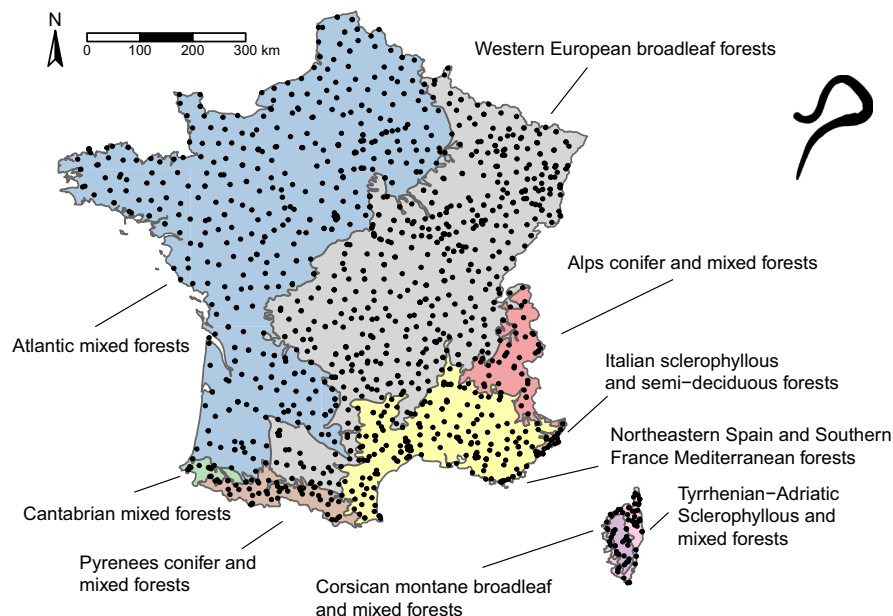 N
0 100 200 300 km
Western European broadleaf forests
Alps conifer and mixed forests
Atlantic mixed forests
Italian sclerophyllous
and semi−deciduous forests
Northeastern Spain and Southern
France Mediterranean forests
Cantabrian mixed forests
Tyrrhenian−Adriatic
Sclerophyllous and
mixed forests
Pyrenees conifer and
mixed forests
Corsican montane broadleaf
and mixed forests